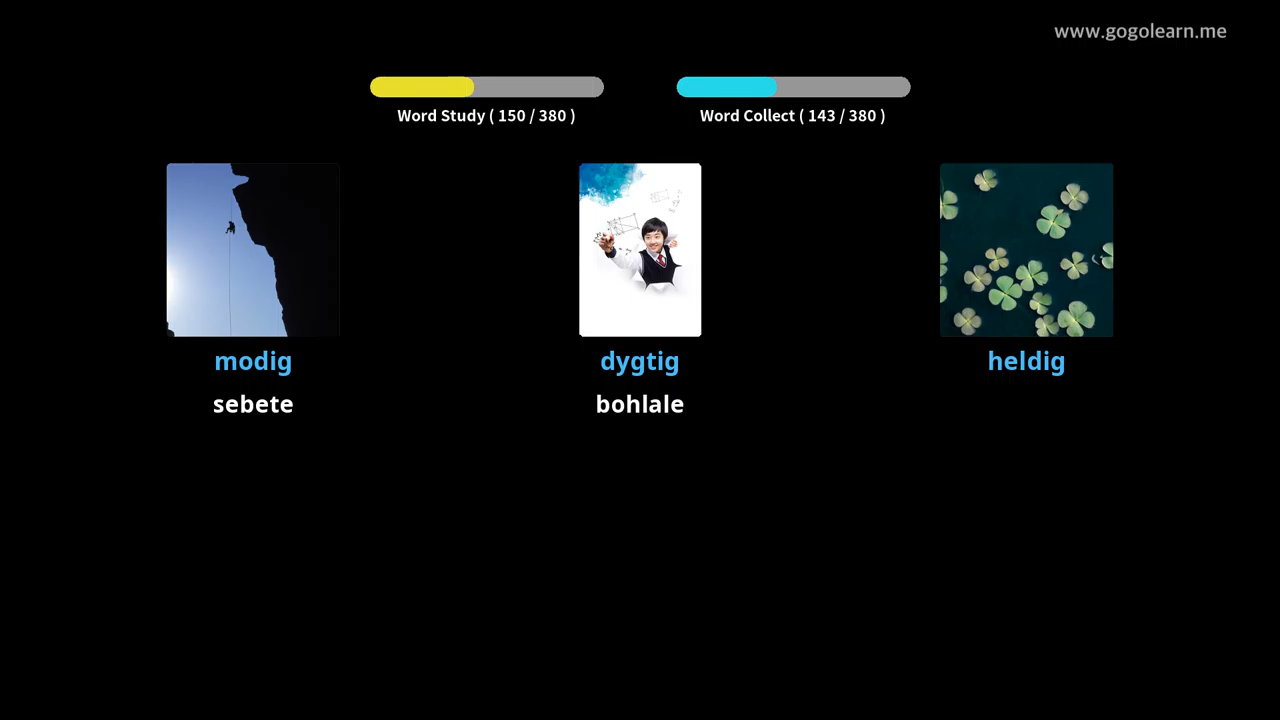 www.gogolearn.me
Word Study ( 150 / 380 )
Word Collect ( 143 / 380 )
modig
dygtig
heldig
sebete
bohlale